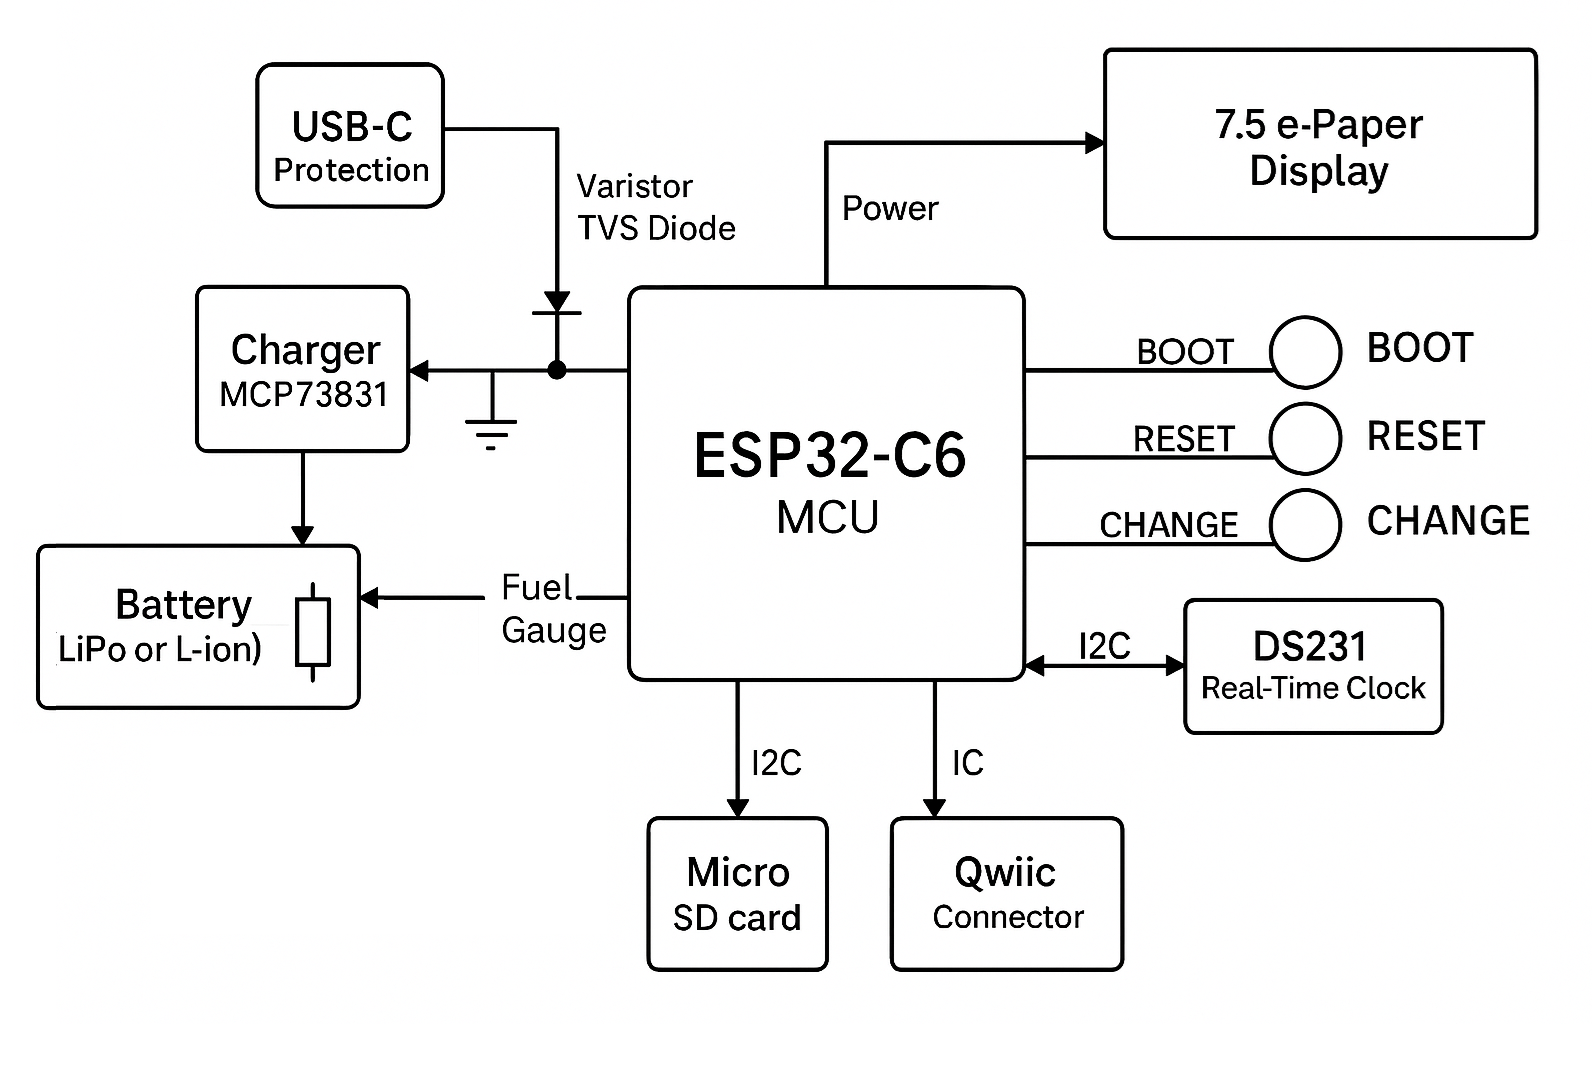 USB-C
Protection
Varistor
TVS Diode
Power
7.5 e-Paper
Display
Charger
MCP73831
ESP32-C6
MCU
BOOT
BOOT
RESET
RESET
CHANGE
CHANGE
Battery
LiPo or L-ion)
Fuel
Gauge
I2C
DS231
Real-Time Clock
I2C
IC
Micro
SD card
Qwiic
Connector